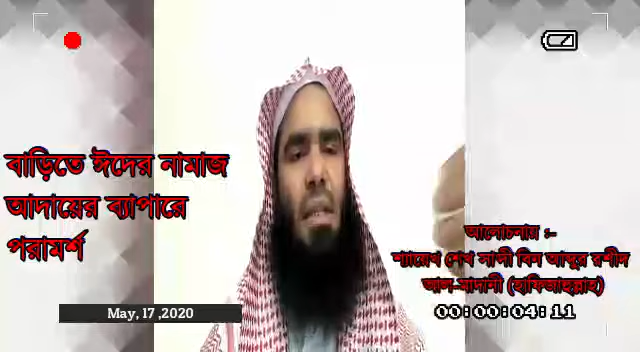 বাড়িতে ঈদের নামাজ
আদায়ের ব্যাপারে
পরামর্শ
আলোচনায় :-
শায়েখ শেখ সা'দী বিন আব্দুর রশীদ
আল-মাদানী (হাফিজাহুল্লাহ)
May, 17 ,2020
00:00:04:11